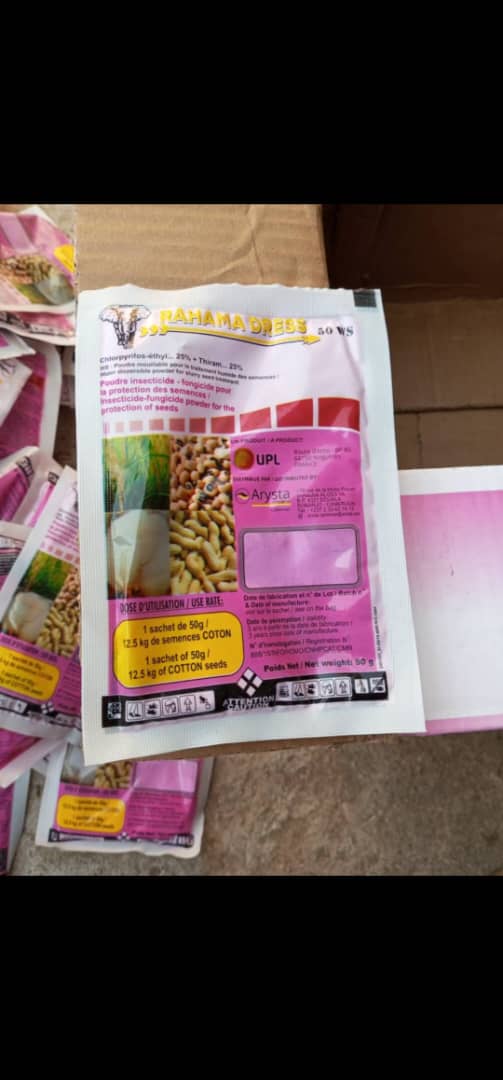 RAHAMA DRESS 50 WS
Chlorpyrifos-éthyl... 25% + Thiram... 25%
WS : Poudre mouillable pour le traitement humide des semences /
Water dispersible powder for slurry seed treatment
Poudre insecticide - fongicide pour
la protection des semences /
Insecticide-fungicide powder for the
protection of seeds
UN PRODUIT / A PRODUCT:
UPL
FRANCE
DISTRIBUÉ PAR / DISTRIBUTED BY:
Arysta
DOSE D'UTILISATION / USE RATE:
1 sachet de 50g /
12.5 kg de semences COTON
1 sachet of 50g /
12.5 kg of COTTON seeds
Date de fabrication et n° de Lot / Batch n°
& Date of manufacture:
voir sur le sachet / see on the bag
Date de péremption / Validity
3 ans à partir de la date de fabrication /
3 years since date of manufacture
N° d'homologation / Registration N°
Poids Net / Net weight: 50 g
ATTENTION